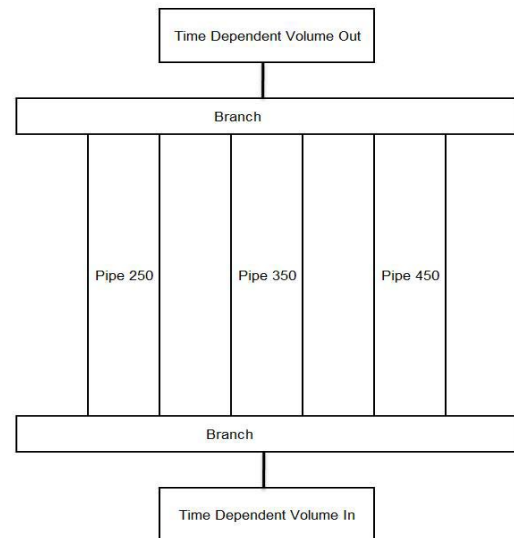 Time Dependent Volume Out
Branch
Pipe 250
Pipe 350
Pipe 450
Branch
Time Dependent Volume In